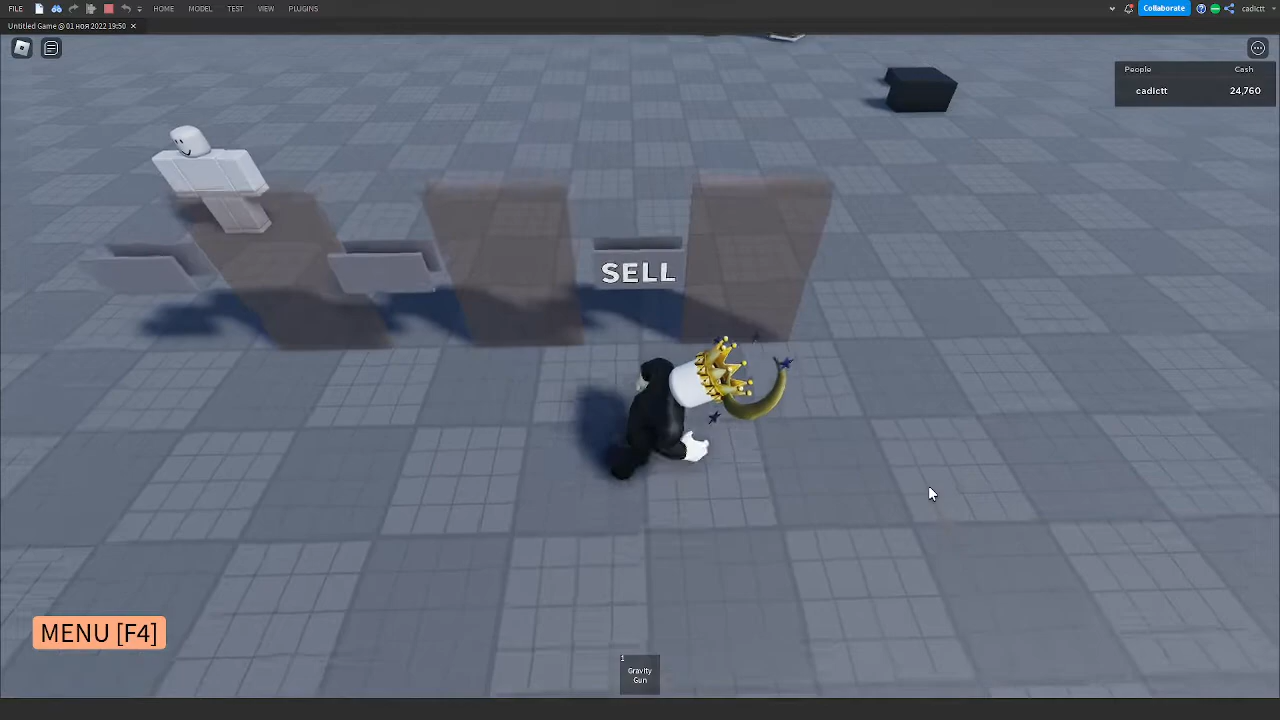 FILE
HOME
MODEL
TEST
VIEW
PLUGINS
Collaborate
cadictt
Untitled Game @ 01 ноя 2022 19:50
People
Cash
cadictt
24,760
SELL
MENU [F4]
1
Gravity
Gun